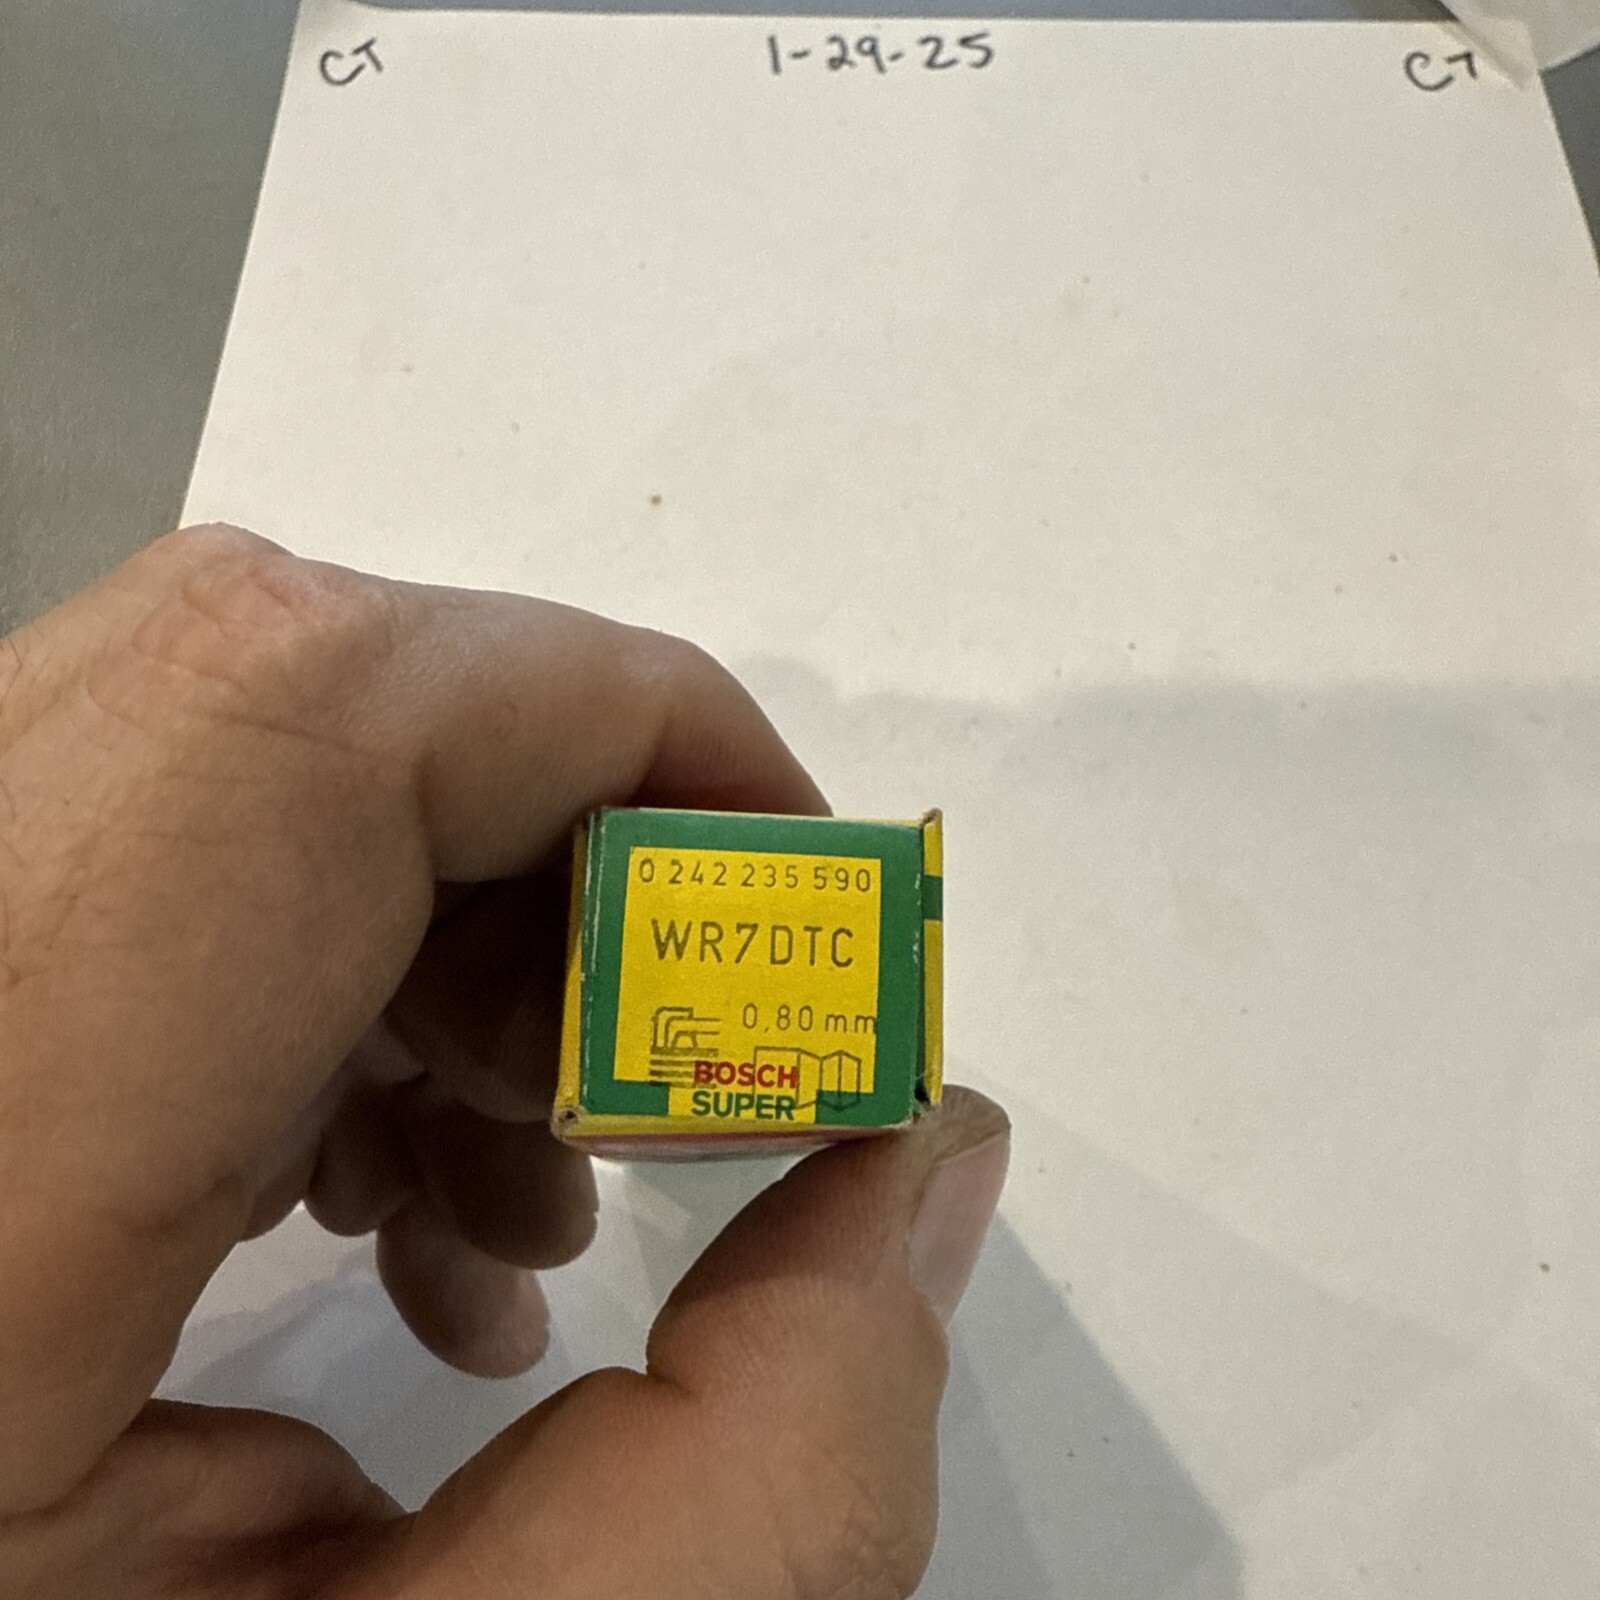 CT 1-29-25 CT
0 242 235 590
WR7DTC
0,80 mm
BOSCH
SUPER